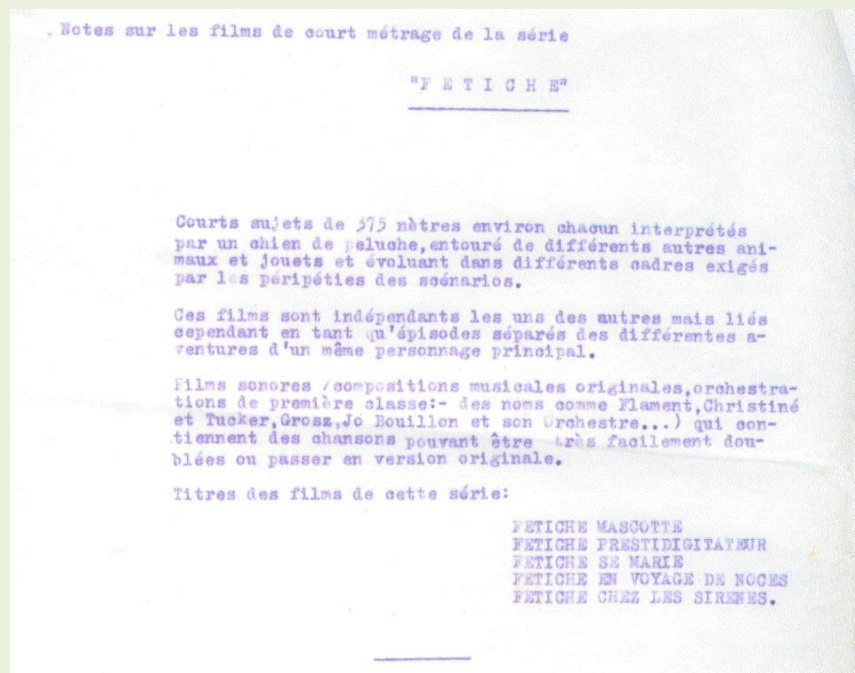 Notes sur les films de court métrage de la série
"F E T I C H E"
Courts sujets de 375 nètres environ chacun interprétés
par un chien de peluche,entouré de différents autres ani-
maux et jouets et évoluant dans différents cadres exigés
par les péripéties des scénarios.
Ces films sont indépendants les uns des autres mais liés
cependant en tant qu'épisodes séparés des différentes a-
ventures d'un même personnage principal.
Films sonores (compositions musicales originales,orchestra-
tions de première classe:- des noms comme Flament,Christiné
et Tucker,Grosz,Jo Bouillon et son Orchestre...) qui con-
tiennent des chansons pouvant être très facilement dou-
blées ou passer en version originale.
Titres des films de cette série:
FETICHE MASCOTTE
FETICHE PRESTIDIGITATEUR
FETICHE SE MARIE
FETICHE EN VOYAGE DE NOCES
FETICHE CHEZ LES SIRENES.